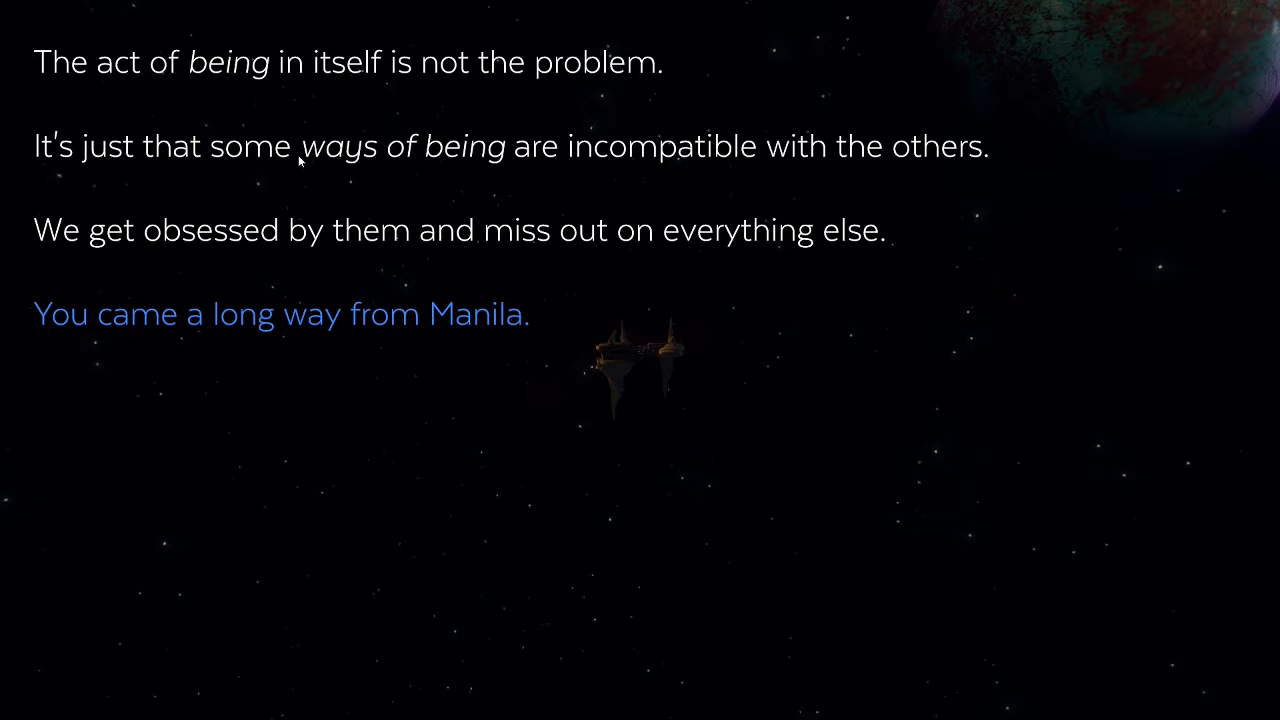 The act of being in itself is not the problem.
It's just that some ways of being are incompatible with the others.
We get obsessed by them and miss out on everything else.
You came a long way from Manila.